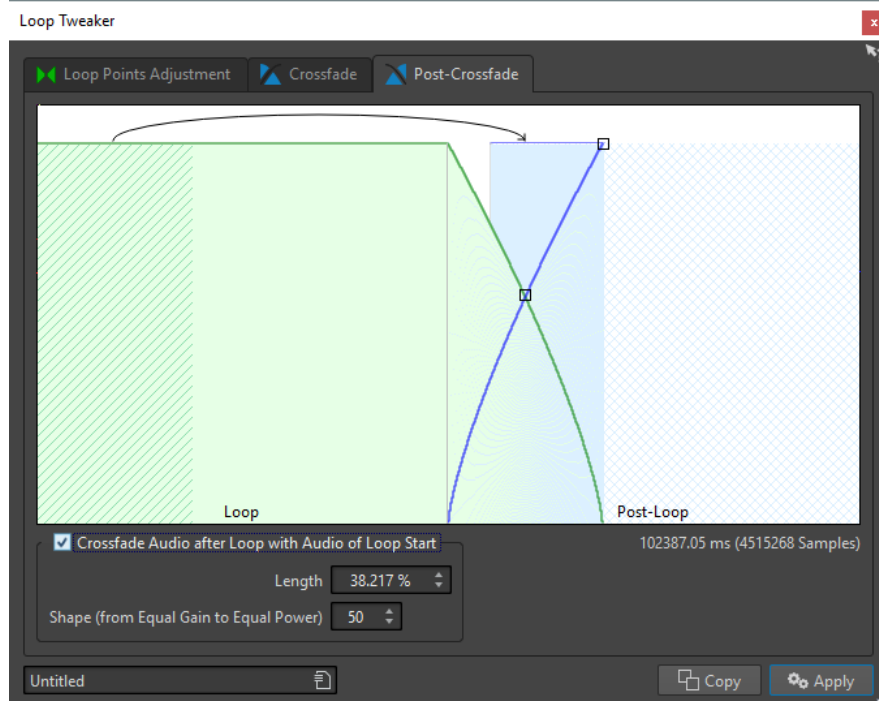 Loop Tweaker
x
Loop Points Adjustment
Crossfade
Post-Crossfade
Loop
Post-Loop
Crossfade Audio after Loop with Audio of Loop Start
102387.05 ms (4515268 Samples)
Length 38.217 %
Shape (from Equal Gain to Equal Power) 50
Untitled
Copy
Apply